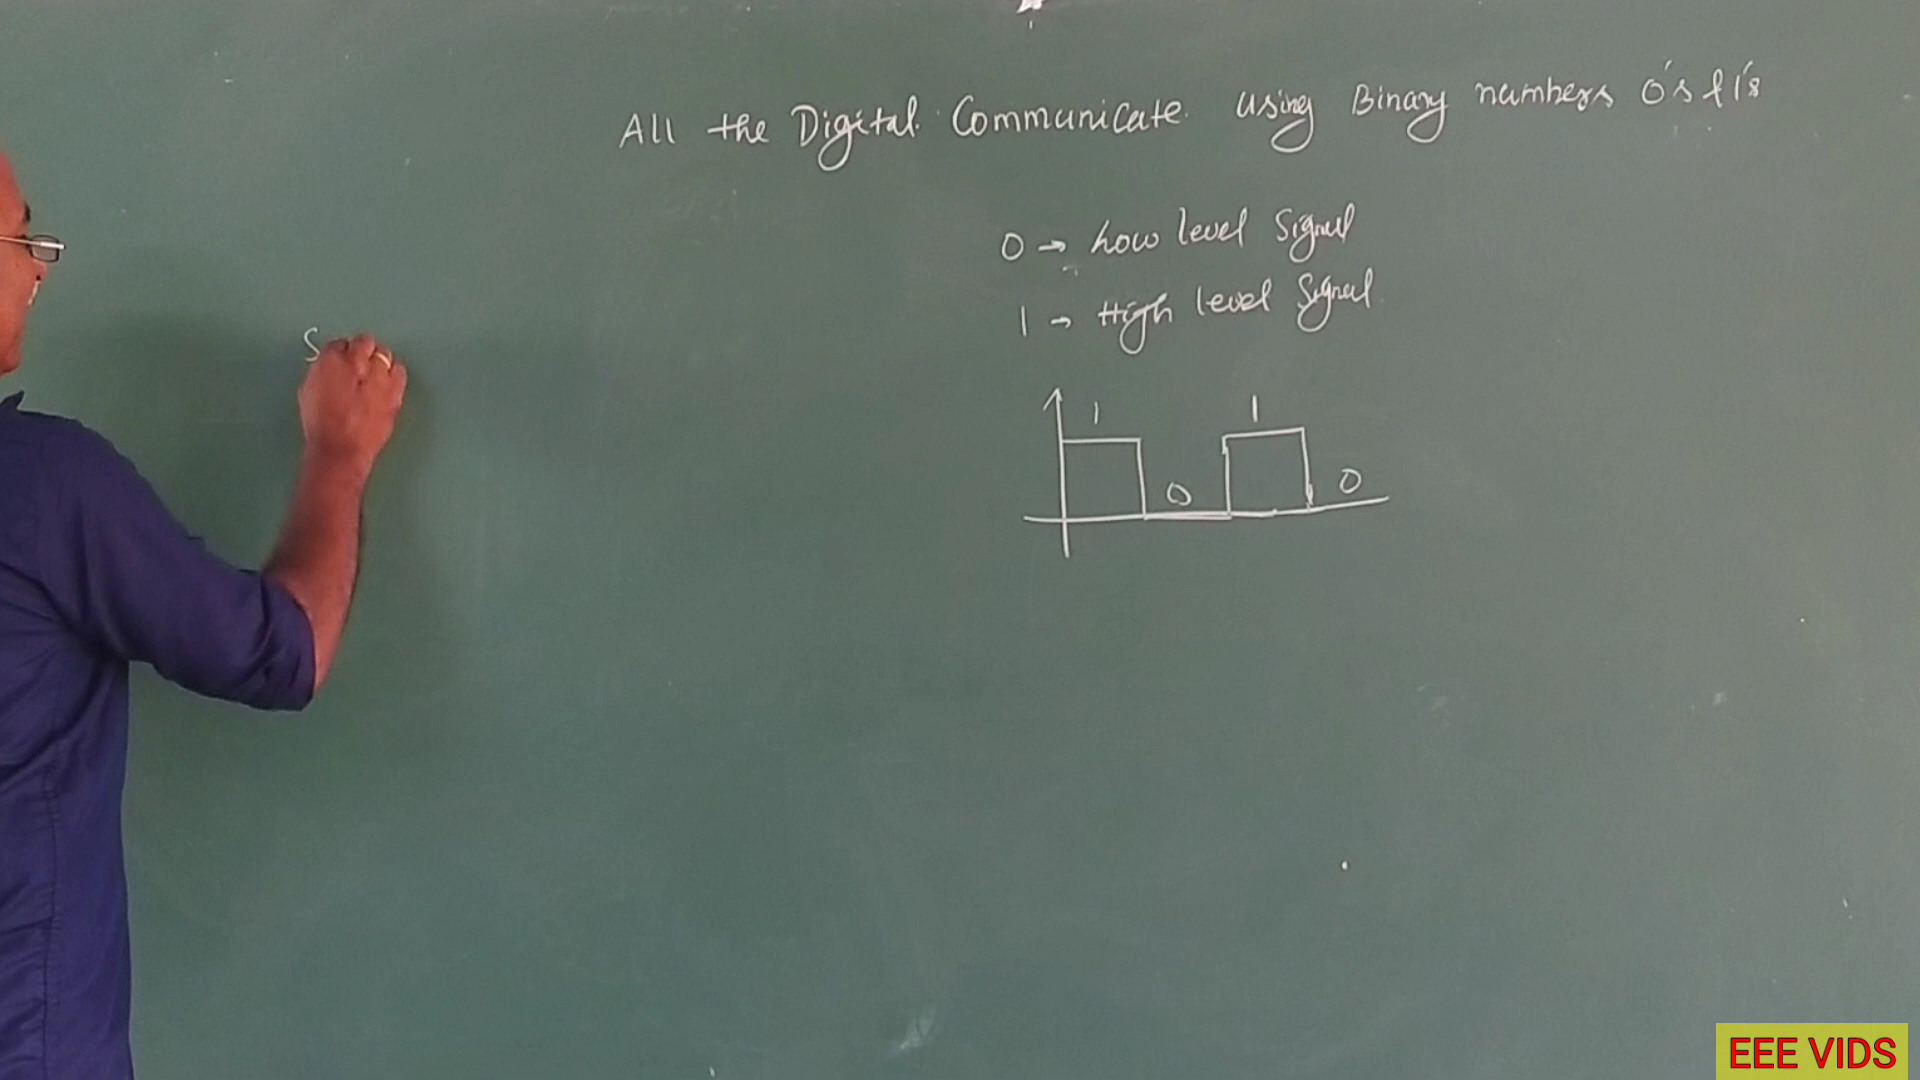 All the Digital Communicate using Binary numbers 0's & 1's
0 → Low level Signal
1 → High level Signal
1 1
0 0
S
EEE VIDS